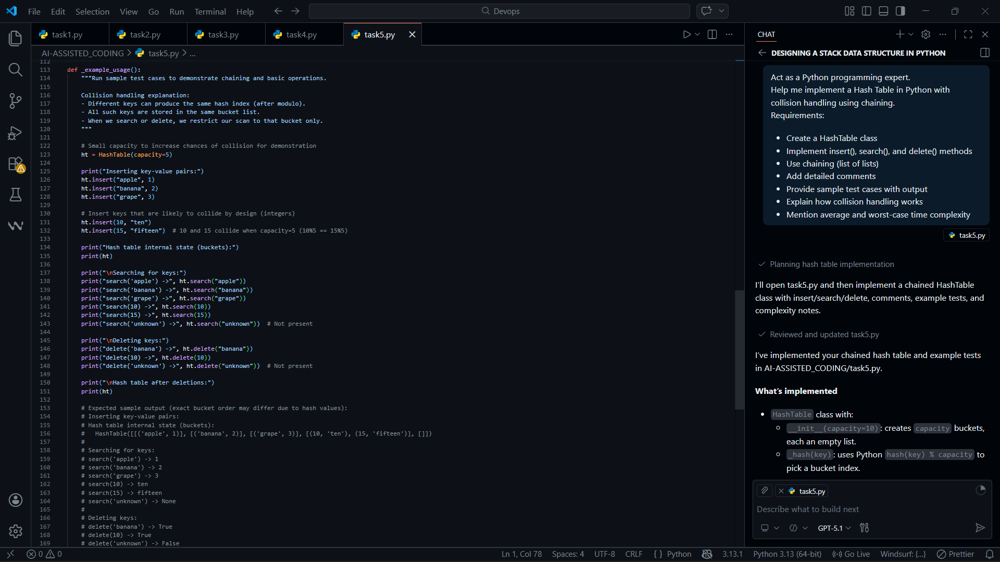 File Edit Selection View Go Run Terminal Help
Devops
task1.py
task2.py
task3.py
task4.py
task5.py
AI-ASSISTED_CODING > task5.py > ...
112
113 def _example_usage():
114 """Run sample test cases to demonstrate chaining and basic operations.
115
116 Collision handling explanation:
117 - Different keys can produce the same hash index (after modulo).
118 - All such keys are stored in the same bucket list.
119 - When we search or delete, we restrict our scan to that bucket only.
120 """
121
122 # Small capacity to increase chances of collision for demonstration
123 ht = HashTable(capacity=5)
124
125 print("Inserting key-value pairs:")
126 ht.insert("apple", 1)
127 ht.insert("banana", 2)
128 ht.insert("grape", 3)
129
130 # Insert keys that are likely to collide by design (integers)
131 ht.insert(10, "ten")
132 ht.insert(15, "fifteen")  # 10 and 15 collide when capacity=5 (10%5 == 15%5)
133
134 print("Hash table internal state (buckets):")
135 print(ht)
136
137 print("\nSearching for keys:")
138 print("search('apple') ->", ht.search("apple"))
139 print("search('banana') ->", ht.search("banana"))
140 print("search('grape') ->", ht.search("grape"))
141 print("search(10) ->", ht.search(10))
142 print("search(15) ->", ht.search(15))
143 print("search('unknown') ->", ht.search("unknown"))  # Not present
144
145 print("\nDeleting keys:")
146 print("delete('banana') ->", ht.delete("banana"))
147 print("delete(10) ->", ht.delete(10))
148 print("delete('unknown') ->", ht.delete("unknown"))  # Not present
149
150 print("\nHash table after deletions:")
151 print(ht)
152
153 # Expected sample output (exact bucket order may differ due to hash values):
154 # Inserting key-value pairs:
155 # Hash table internal state (buckets):
156 #   HashTable([[('apple', 1)], [('banana', 2)], [('grape', 3)], [(10, 'ten'), (15, 'fifteen')], []])
157 #
158 # Searching for keys:
159 # search('apple') -> 1
160 # search('banana') -> 2
161 # search('grape') -> 3
162 # search(10) -> ten
163 # search(15) -> fifteen
164 # search('unknown') -> None
165 #
166 # Deleting keys:
167 # delete('banana') -> True
168 # delete(10) -> True
169 # delete('unknown') -> False
CHAT
DESIGNING A STACK DATA STRUCTURE IN PYTHON
Act as a Python programming expert.
Help me implement a Hash Table in Python with
collision handling using chaining.
Requirements:
• Create a HashTable class
• Implement insert(), search(), and delete() methods
• Use chaining (list of lists)
• Add detailed comments
• Provide sample test cases with output
• Explain how collision handling works
• Mention average and worst-case time complexity
task5.py
Planning hash table implementation
I'll open task5.py and then implement a chained HashTable
class with insert/search/delete, comments, example tests, and
complexity notes.
Reviewed and updated task5.py
I've implemented your chained hash table and example tests
in AI-ASSISTED_CODING/task5.py.
What's implemented
• HashTable class with:
__init__(capacity=10): creates capacity buckets,
each an empty list.
_hash(key): uses Python hash(key) % capacity to
pick a bucket index.
task5.py
Describe what to build next
GPT-5.1
0 0 Ln 1, Col 78 Spaces: 4 UTF-8 CRLF { } Python 3.13.1 Python 3.13 (64-bit) Go Live Windsurf: {...} Prettier